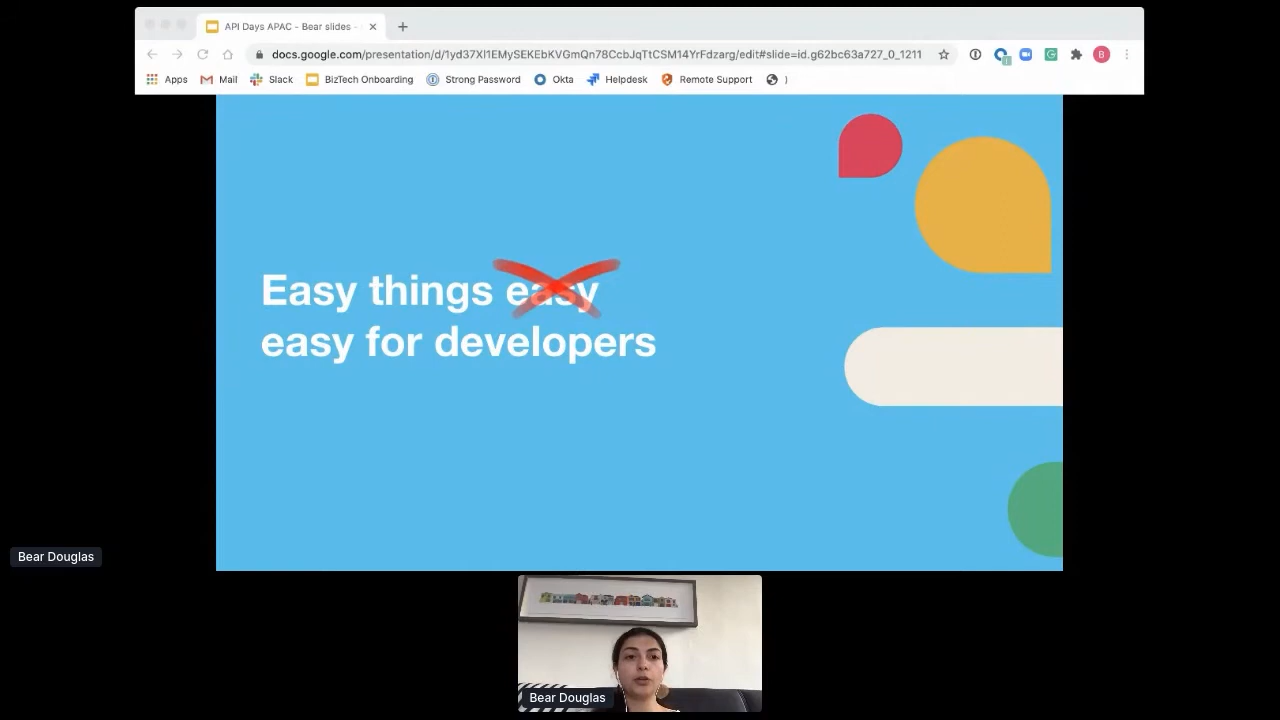 API Days APAC - Bear slides -
docs.google.com/presentation/d/1yd37Xl1EMySEKEbKVGmQn78CcbJqTtCSM14YrFdzarg/edit#slide=id.g62bc63a727_0_1211
B
Apps Mail Slack BizTech Onboarding Strong Password Okta Helpdesk Remote Support )
Easy things easy
easy for developers
Bear Douglas
Bear Douglas